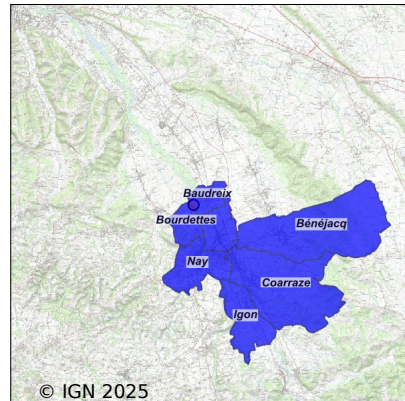 Baudreix
Bourdettes
Bénéjacq
Nay
Coarraze
Igon
© IGN 2025